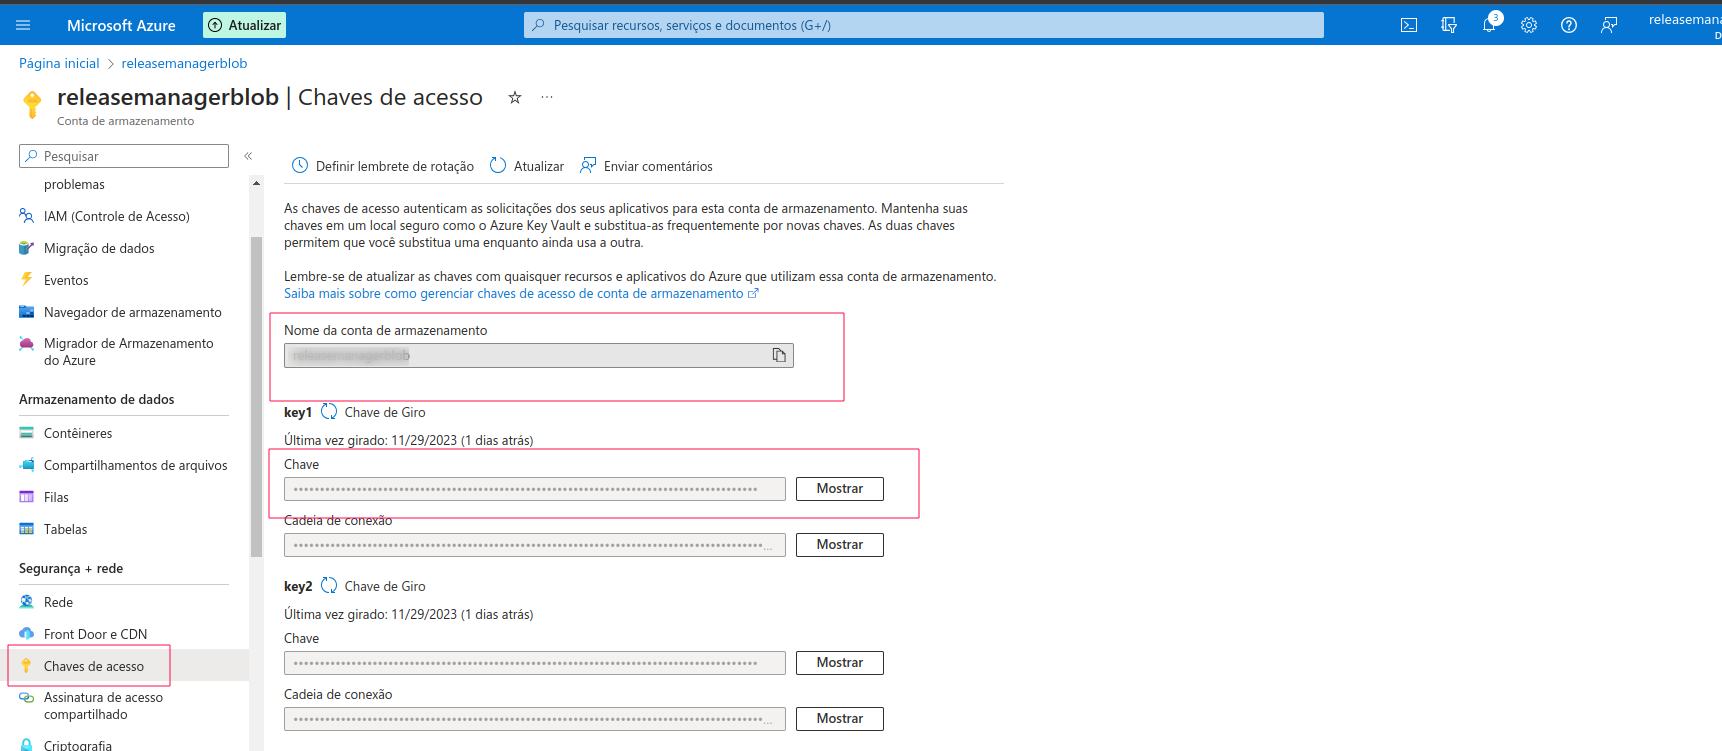 Microsoft Azure
Atualizar
Pesquisar recursos, serviços e documentos (G+/)
3
releasemana
D
Página inicial > releasemanagerblob
releasemanagerblob | Chaves de acesso
Conta de armazenamento
Pesquisar
problemas
IAM (Controle de Acesso)
Migração de dados
Eventos
Navegador de armazenamento
Migrador de Armazenamento
do Azure
Armazenamento de dados
Contêineres
Compartilhamentos de arquivos
Filas
Tabelas
Segurança + rede
Rede
Front Door e CDN
Chaves de acesso
Assinatura de acesso
compartilhado
Criptografia
Definir lembrete de rotação
Atualizar
Enviar comentários
As chaves de acesso autenticam as solicitações dos seus aplicativos para esta conta de armazenamento. Mantenha suas
chaves em um local seguro como o Azure Key Vault e substitua-as frequentemente por novas chaves. As duas chaves
permitem que você substitua uma enquanto ainda usa a outra.
Lembre-se de atualizar as chaves com quaisquer recursos e aplicativos do Azure que utilizam essa conta de armazenamento.
Saiba mais sobre como gerenciar chaves de acesso de conta de armazenamento
Nome da conta de armazenamento
releasemanagerblob
key1 Chave de Giro
Última vez girado: 11/29/2023 (1 dias atrás)
Chave
Mostrar
Cadeia de conexão
Mostrar
key2 Chave de Giro
Última vez girado: 11/29/2023 (1 dias atrás)
Chave
Mostrar
Cadeia de conexão
Mostrar